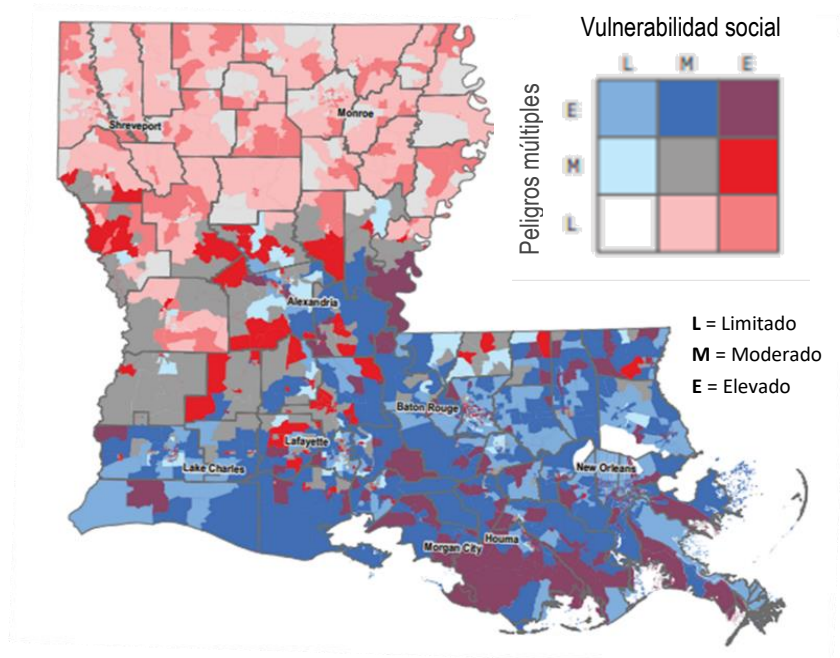 Vulnerabilidad social
L M E
Peligros múltiples
E
M
L
L = Limitado
M = Moderado
E = Elevado
Shreveport
Monroe
Alexandria
Baton Rouge
Lafayette
Lake Charles
New Orleans
Houma
Morgan City